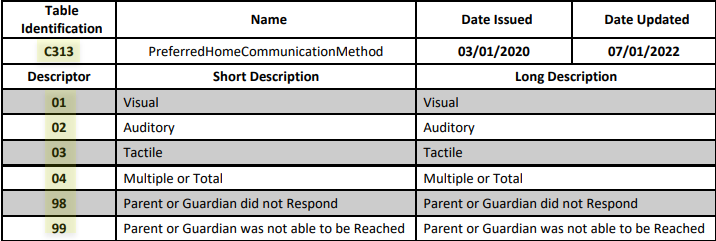 Table Identification Name Date Issued Date Updated
C313 PreferredHomeCommunicationMethod 03/01/2020 07/01/2022
Descriptor Short Description Long Description
01 Visual Visual
02 Auditory Auditory
03 Tactile Tactile
04 Multiple or Total Multiple or Total
98 Parent or Guardian did not Respond Parent or Guardian did not Respond
99 Parent or Guardian was not able to be Reached Parent or Guardian was not able to be Reached